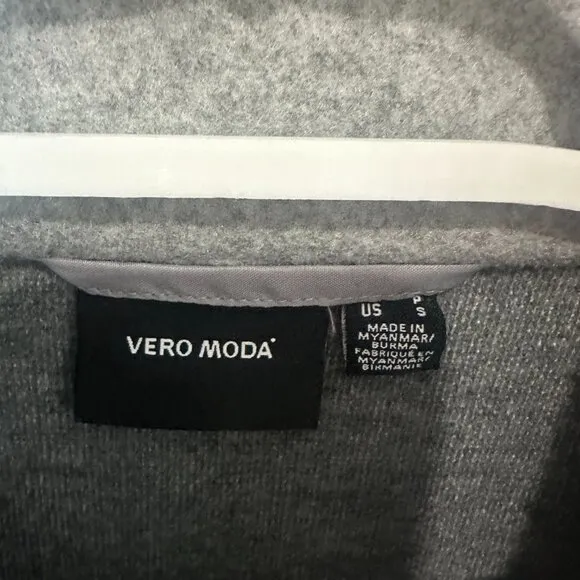 VERO MODA
US P
S
MADE IN
MYANMAR/
BURMA
FABRIQUÉ EN
MYANMAR/
BIRMANIE